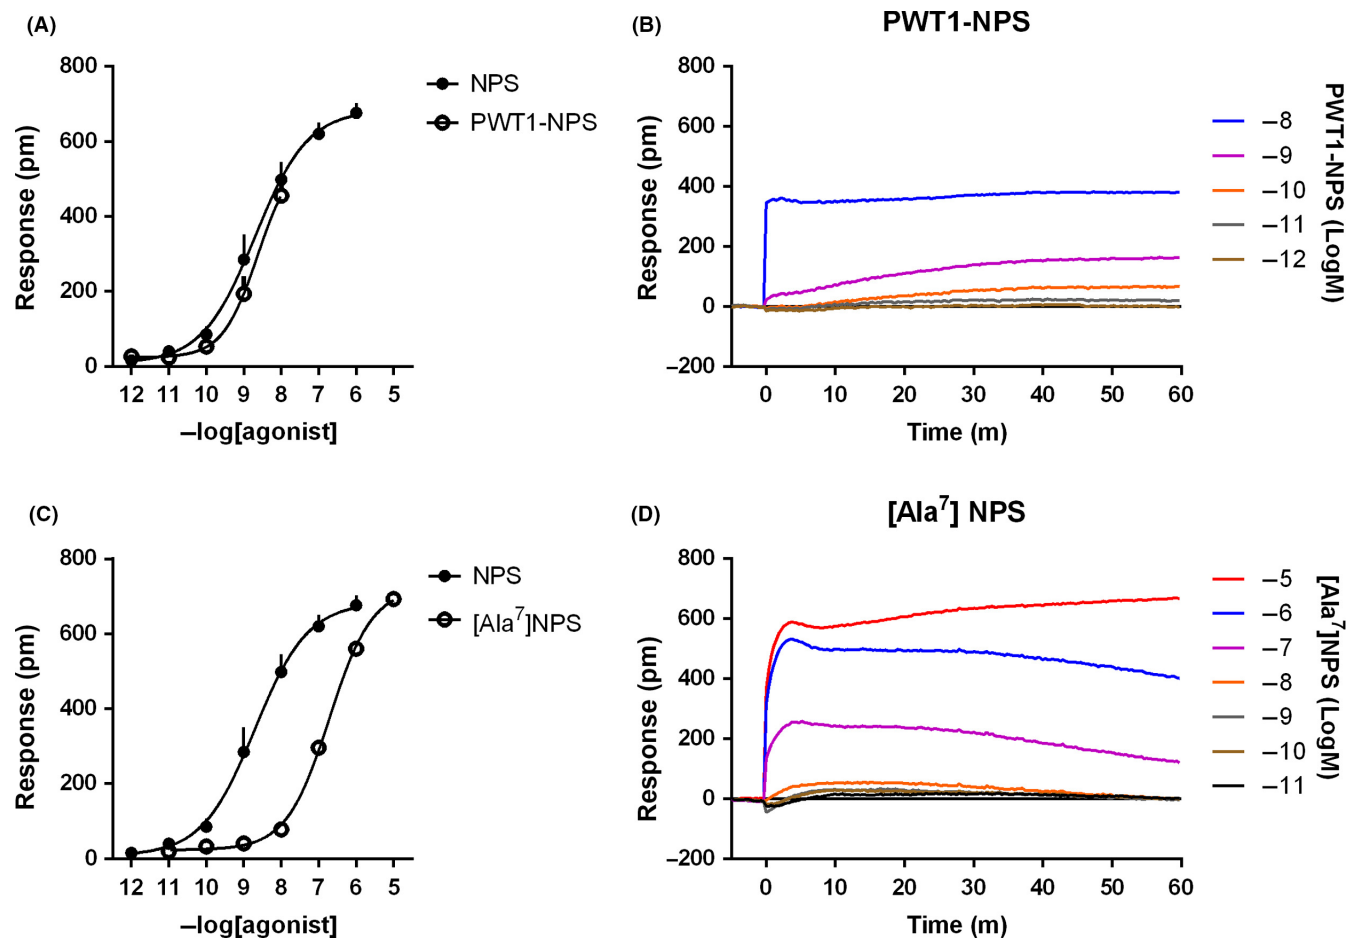 (A)
800
600
400
200
0
Response (pm)
12 11 10 9 8 7 6 5
–log[agonist]
NPS
PWT1-NPS
(B)
PWT1-NPS
800
600
400
200
0
–200
Response (pm)
0 10 20 30 40 50 60
Time (m)
–8
–9
–10
–11
–12
PWT1-NPS (LogM)
(C)
800
600
400
200
0
Response (pm)
12 11 10 9 8 7 6 5
–log[agonist]
NPS
[Ala⁷]NPS
(D)
[Ala⁷] NPS
800
600
400
200
0
–200
Response (pm)
0 10 20 30 40 50 60
Time (m)
–5
–6
–7
–8
–9
–10
–11
[Ala⁷]NPS (LogM)